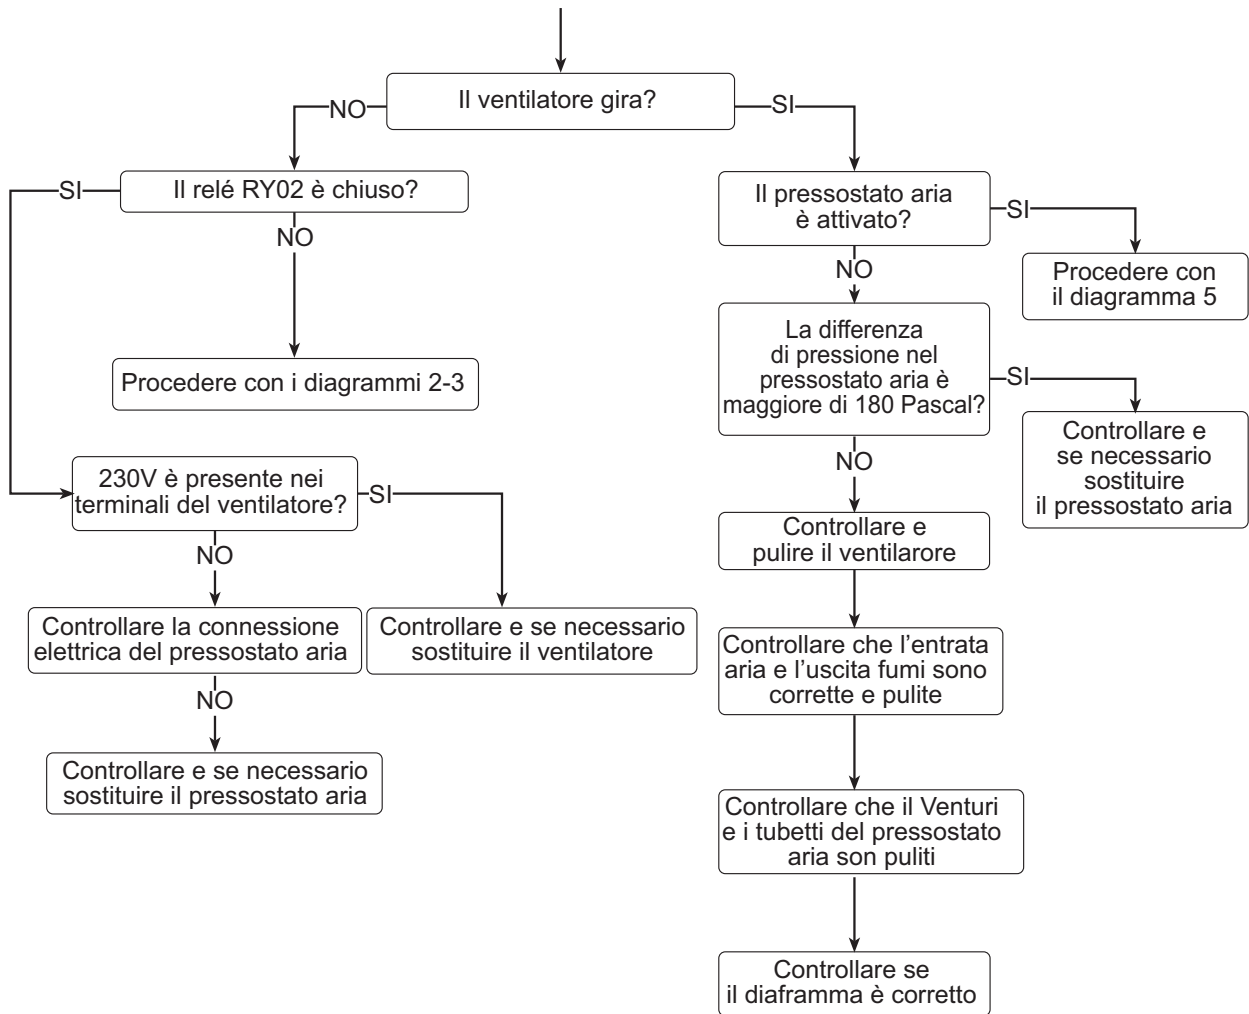 Il ventilatore gira?
NO
SI
Il relé RY02 è chiuso?
SI
NO
Procedere con i diagrammi 2-3
230V è presente nei
terminali del ventilatore?
SI
NO
Controllare la connessione
elettrica del pressostato aria
NO
Controllare e se necessario
sostituire il pressostato aria
Controllare e se necessario
sostituire il ventilatore
Il pressostato aria
è attivato?
SI
NO
Procedere con
il diagramma 5
La differenza
di pressione nel
pressostato aria è
maggiore di 180 Pascal?
SI
NO
Controllare e
se necessario
sostituire
il pressostato aria
Controllare e
pulire il ventilarore
Controllare che l’entrata
aria e l’uscita fumi sono
corrette e pulite
Controllare che il Venturi
e i tubetti del pressostato
aria son puliti
Controllare se
il diaframma è corretto